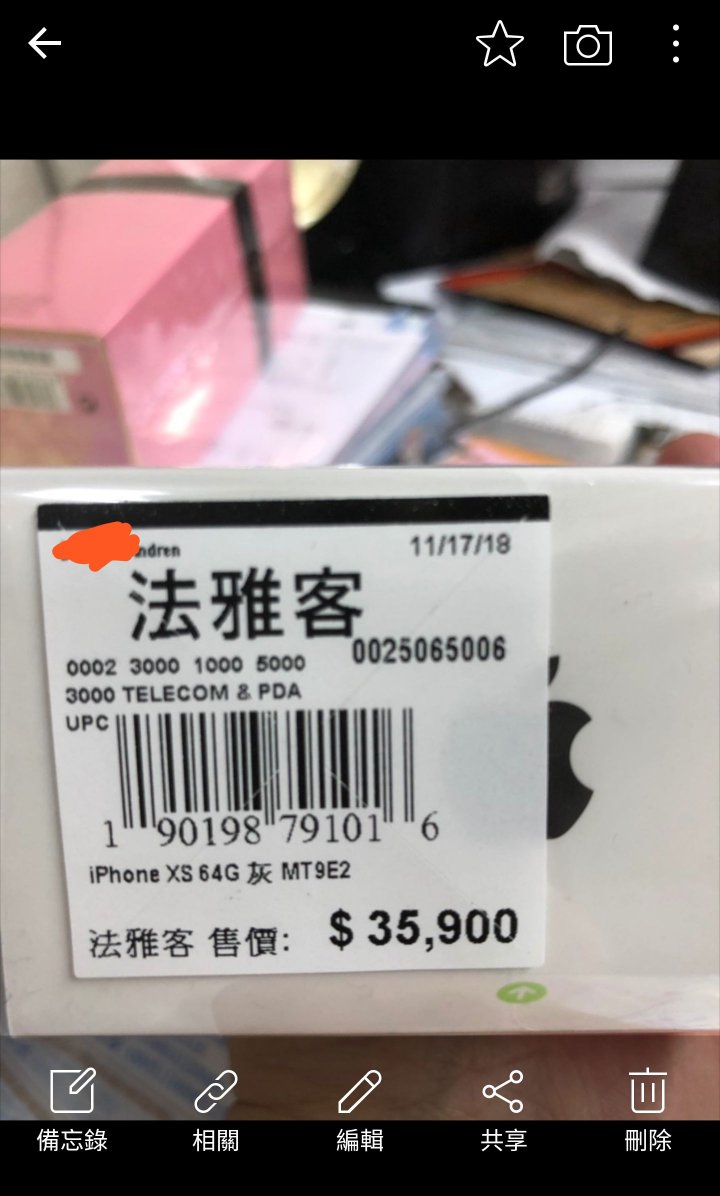 ndren
11/17/18
法雅客
0025065006
0002 3000 1000 5000
3000 TELECOM & PDA
UPC
1 90198 79101 6
iPhone XS 64G 灰 MT9E2
法雅客 售價: $ 35,900
備忘錄 相關 編輯 共享 刪除